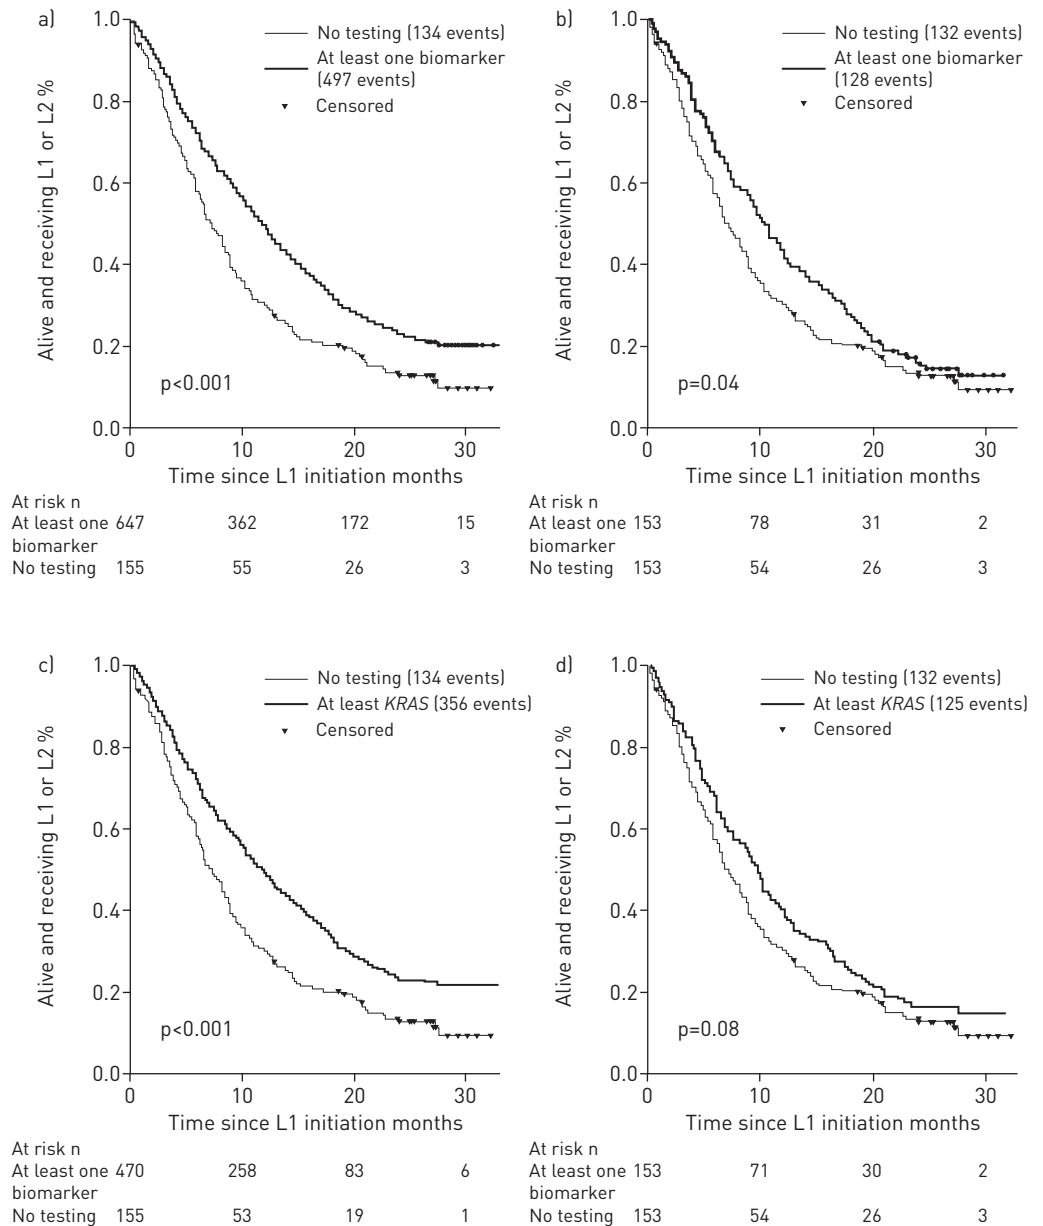 a)
Alive and receiving L1 or L2 %
1.0
0.8
0.6
0.4
0.2
0.0
No testing (134 events)
At least one biomarker
(497 events)
Censored
p<0.001
0 10 20 30
Time since L1 initiation months
At risk n
At least one 647 362 172 15
biomarker
No testing 155 55 26 3
b)
Alive and receiving L1 or L2 %
1.0
0.8
0.6
0.4
0.2
0.0
No testing (132 events)
At least one biomarker
(128 events)
Censored
p=0.04
0 10 20 30
Time since L1 initiation months
At risk n
At least one 153 78 31 2
biomarker
No testing 153 54 26 3
c)
Alive and receiving L1 or L2 %
1.0
0.8
0.6
0.4
0.2
0.0
No testing (134 events)
At least KRAS (356 events)
Censored
p<0.001
0 10 20 30
Time since L1 initiation months
At risk n
At least one 470 258 83 6
biomarker
No testing 155 53 19 1
d)
Alive and receiving L1 or L2 %
1.0
0.8
0.6
0.4
0.2
0.0
No testing (132 events)
At least KRAS (125 events)
Censored
p=0.08
0 10 20 30
Time since L1 initiation months
At risk n
At least one 153 71 30 2
biomarker
No testing 153 54 26 3